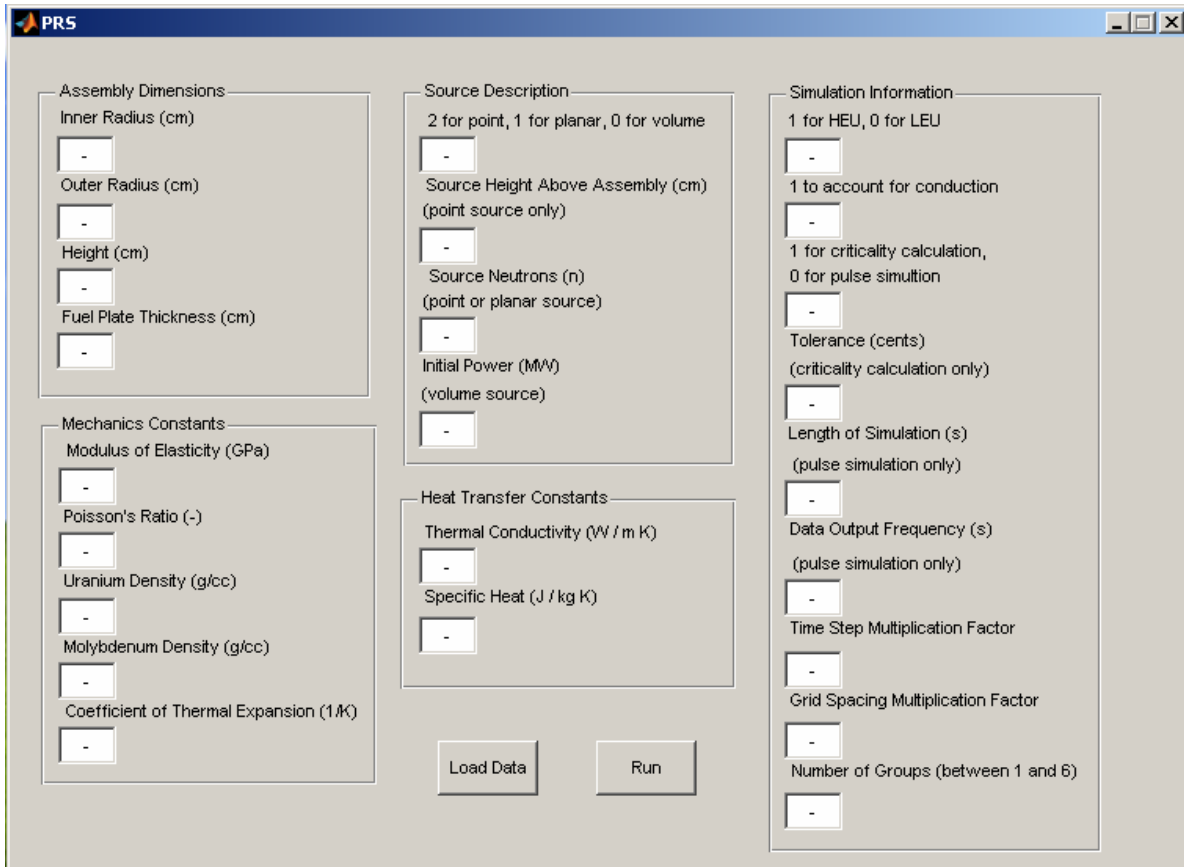 PRS
Assembly Dimensions
Inner Radius (cm)
-
Outer Radius (cm)
-
Height (cm)
-
Fuel Plate Thickness (cm)
-
Mechanics Constants
Modulus of Elasticity (GPa)
-
Poisson's Ratio (-)
-
Uranium Density (g/cc)
-
Molybdenum Density (g/cc)
-
Coefficient of Thermal Expansion (1/K)
-
Source Description
2 for point, 1 for planar, 0 for volume
-
Source Height Above Assembly (cm)
(point source only)
-
Source Neutrons (n)
(point or planar source)
-
Initial Power (MW)
(volume source)
-
Heat Transfer Constants
Thermal Conductivity (W / m K)
-
Specific Heat (J / kg K)
-
Load Data
Run
Simulation Information
1 for HEU, 0 for LEU
-
1 to account for conduction
-
1 for criticality calculation,
0 for pulse simultion
-
Tolerance (cents)
(criticality calculation only)
-
Length of Simulation (s)
(pulse simulation only)
-
Data Output Frequency (s)
(pulse simulation only)
-
Time Step Multiplication Factor
-
Grid Spacing Multiplication Factor
-
Number of Groups (between 1 and 6)
-